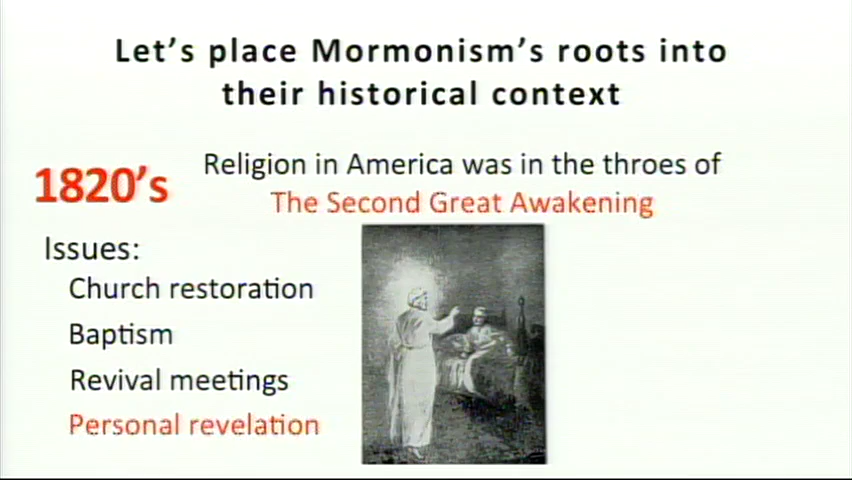 Let's place Mormonism's roots into
their historical context
1820's
Religion in America was in the throes of
The Second Great Awakening
Issues:
Church restoration
Baptism
Revival meetings
Personal revelation